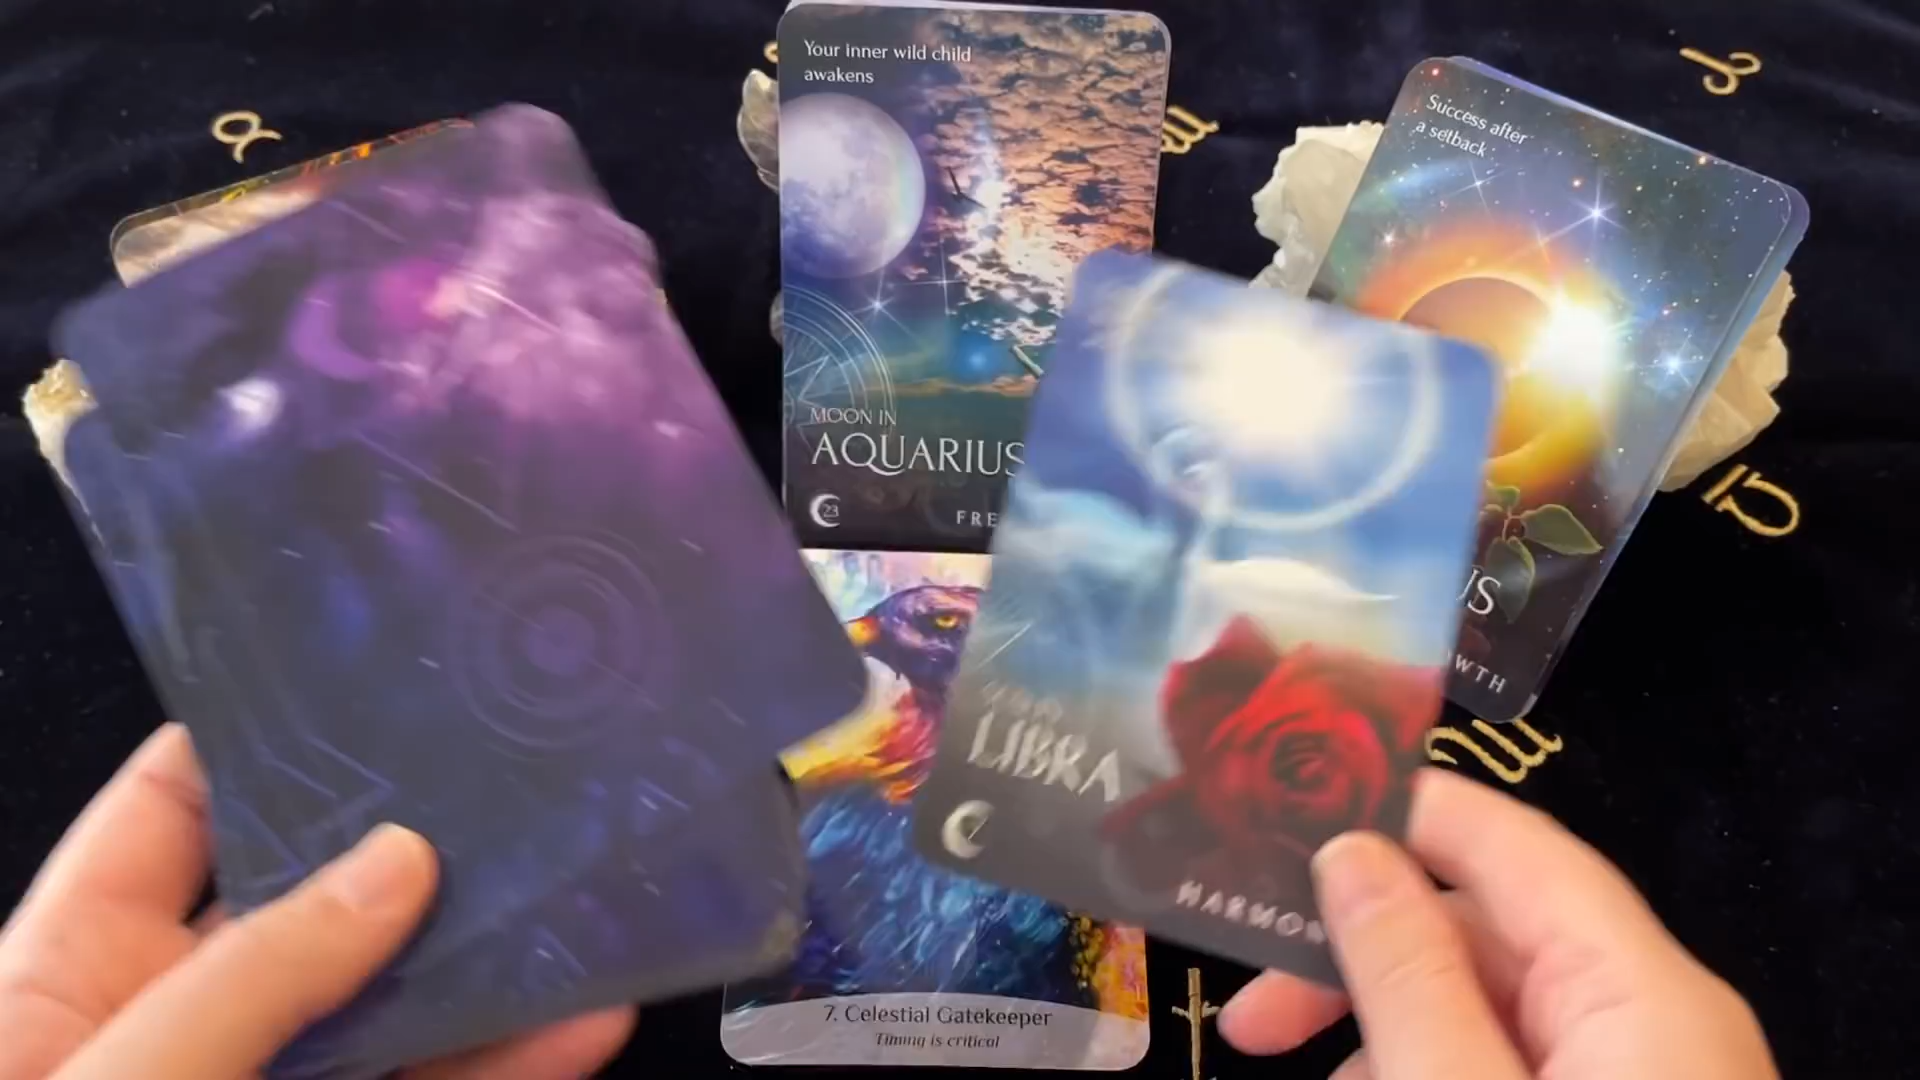 Your inner wild child
awakens
MOON IN
AQUARIUS
23
FRE
Success after
a setback
US
WTH
LIBRA
HARMON
7. Celestial Gatekeeper
Timing is critical